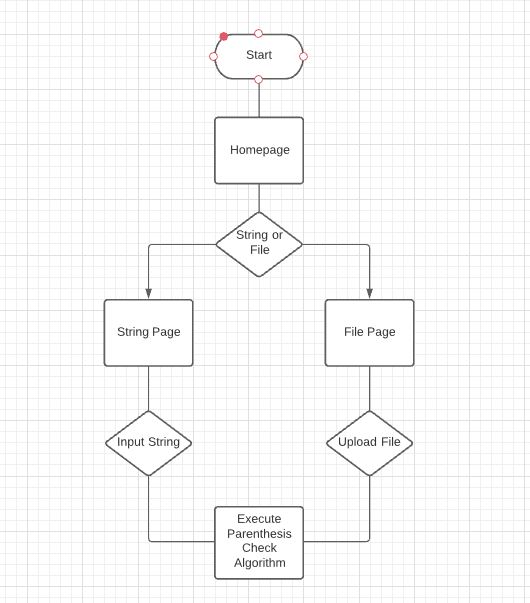 Start
Homepage
String or
File
String Page
File Page
Input String
Upload File
Execute
Parenthesis
Check
Algorithm